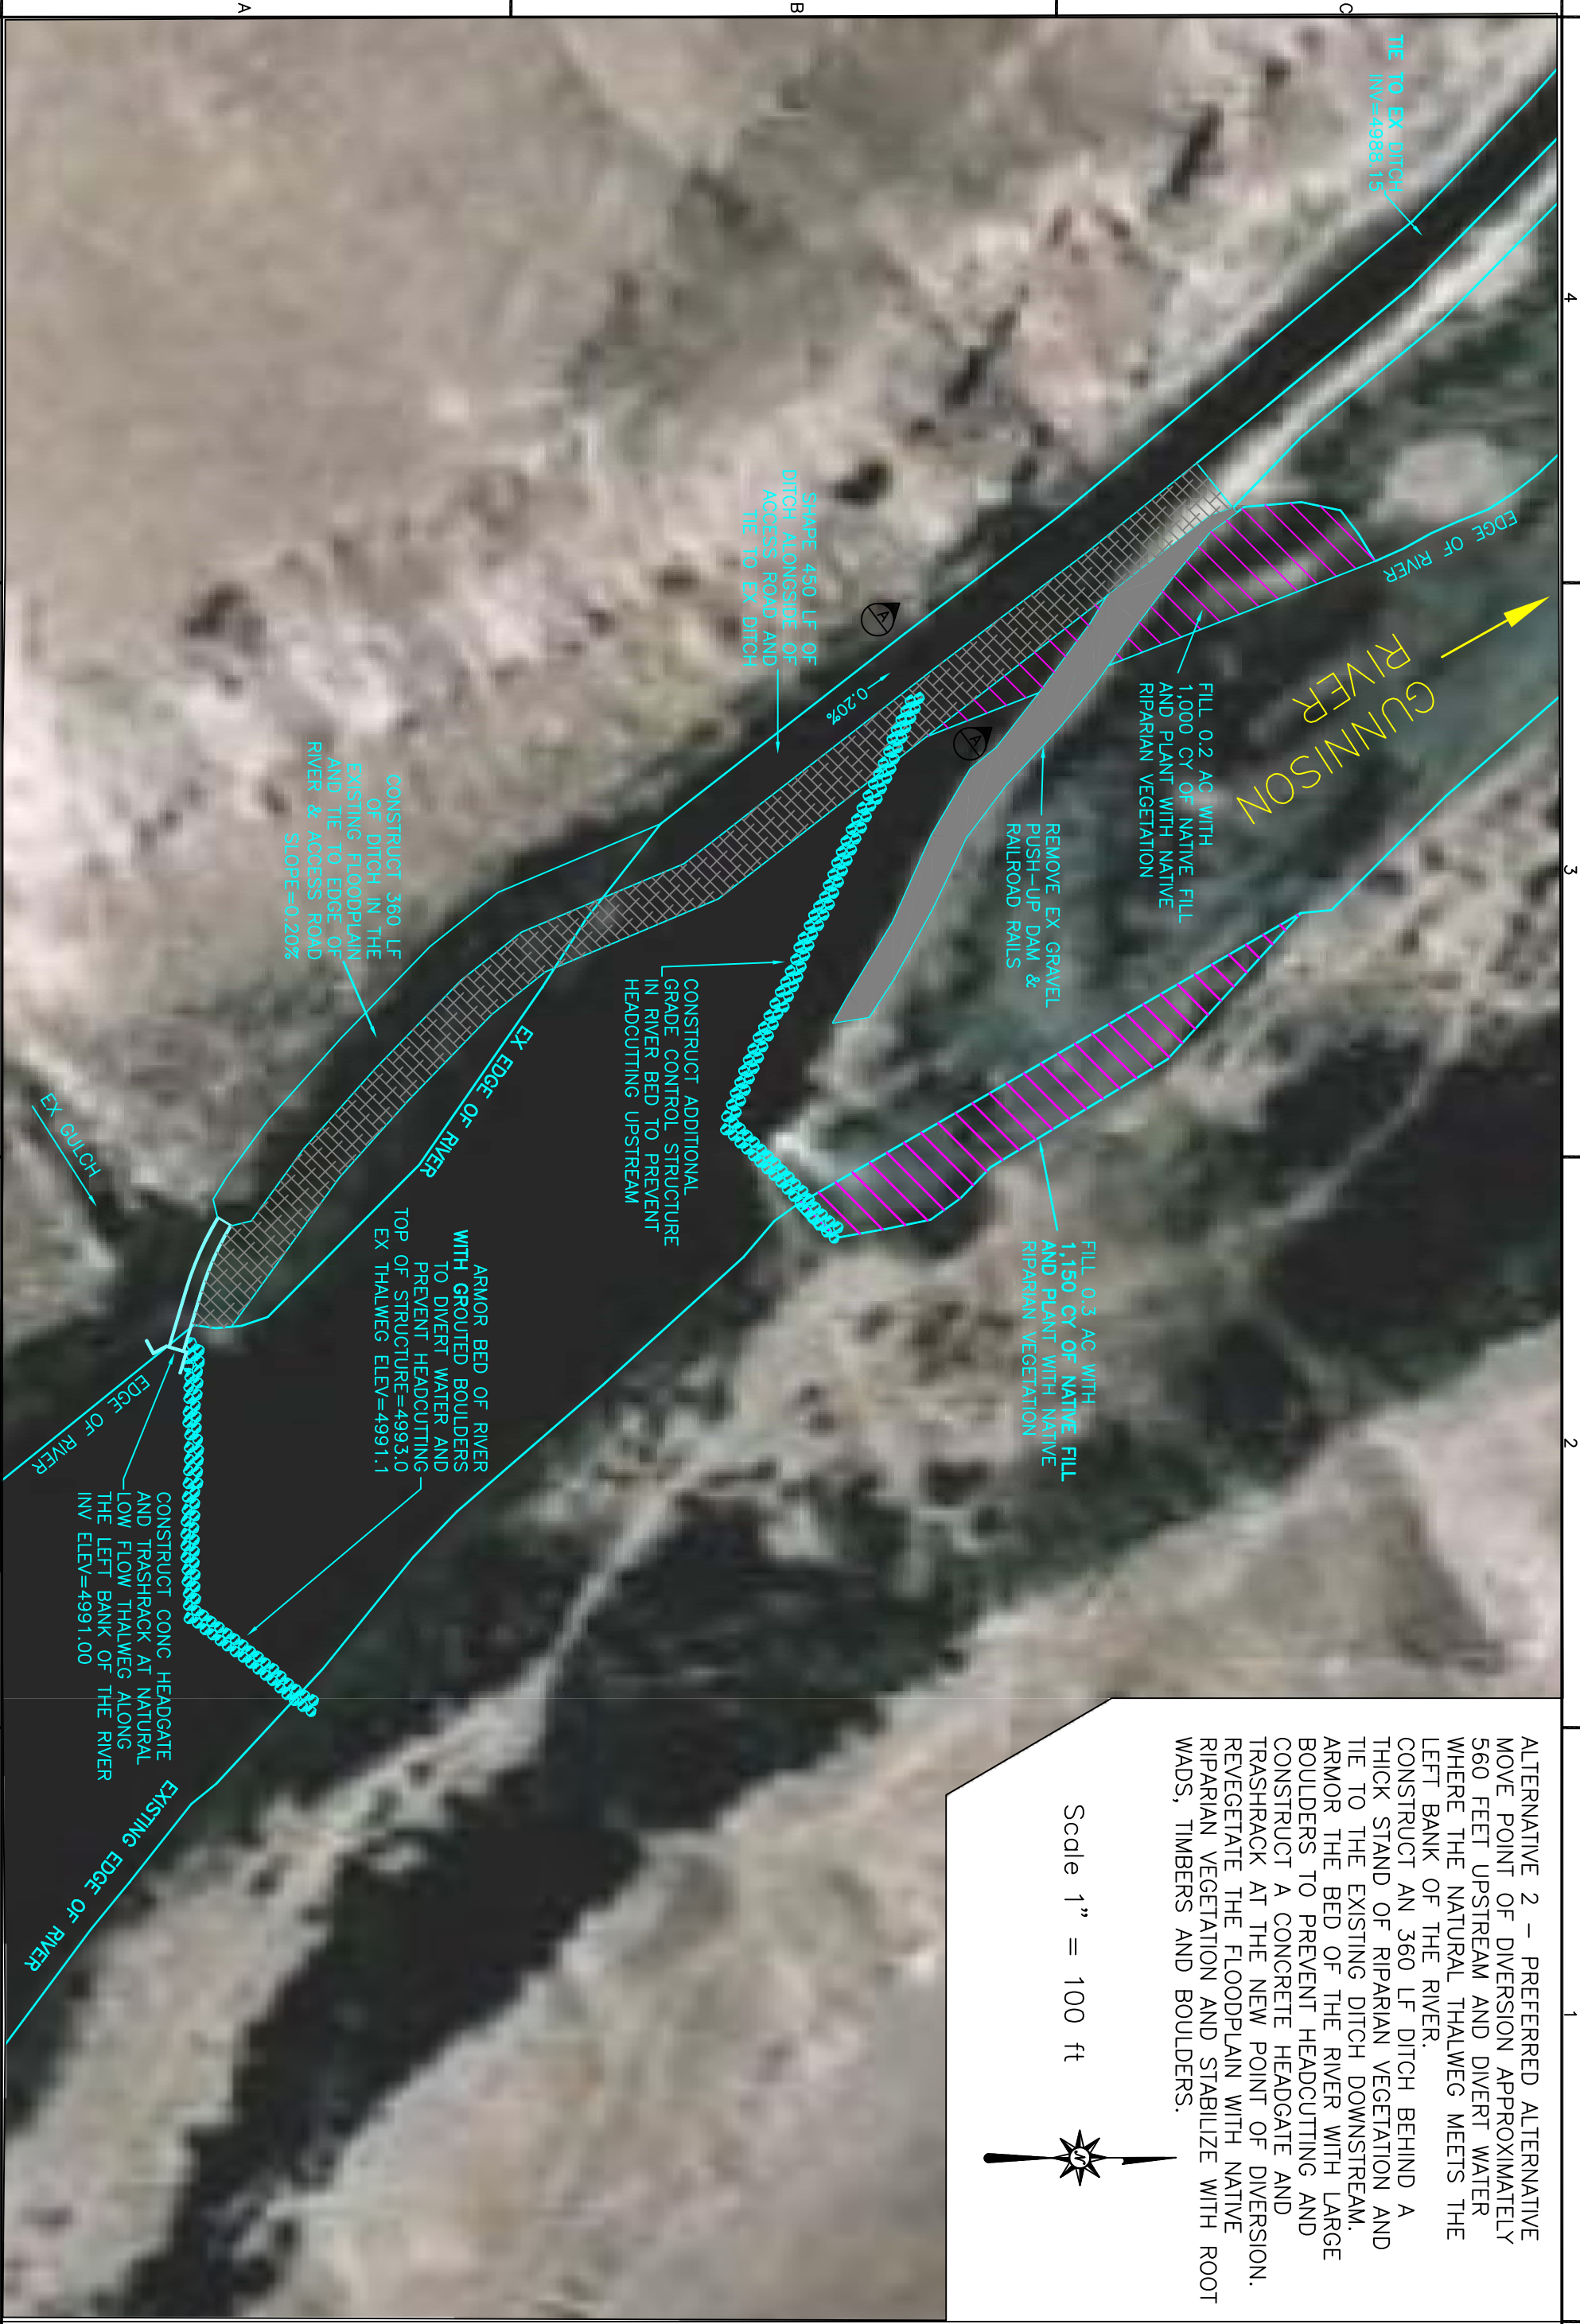 ALTERNATIVE 2 – PREFERRED ALTERNATIVE
MOVE POINT OF DIVERSION APPROXIMATELY
560 FEET UPSTREAM AND DIVERT WATER
WHERE THE NATURAL THALWEG MEETS THE
LEFT BANK OF THE RIVER.
CONSTRUCT AN 360 LF DITCH BEHIND A
THICK STAND OF RIPARIAN VEGETATION AND
TIE TO THE EXISTING DITCH DOWNSTREAM.
ARMOR THE BED OF THE RIVER WITH LARGE
BOULDERS TO PREVENT HEADCUTTING AND
CONSTRUCT A CONCRETE HEADGATE AND
TRASHRACK AT THE NEW POINT OF DIVERSION.
REVEGETATE THE FLOODPLAIN WITH NATIVE
RIPARIAN VEGETATION AND STABILIZE WITH ROOT
WADS, TIMBERS AND BOULDERS.
Scale 1" = 100 ft
N
4
3
2
1
C
B
A
TIE TO EX DITCH
INV=4988.15
EDGE OF RIVER
GUNNISON
RIVER
FILL 0.2 AC WITH
1,000 CY OF NATIVE FILL
AND PLANT WITH NATIVE
RIPARIAN VEGETATION
REMOVE EX GRAVEL
PUSH-UP DAM &
RAILROAD RAILS
FILL 0.3 AC WITH
1,150 CY OF NATIVE FILL
AND PLANT WITH NATIVE
RIPARIAN VEGETATION
SHAPE 450 LF OF
DITCH ALONGSIDE OF
ACCESS ROAD AND
TIE TO EX DITCH
A
A
0.20%
CONSTRUCT ADDITIONAL
GRADE CONTROL STRUCTURE
IN RIVER BED TO PREVENT
HEADCUTTING UPSTREAM
CONSTRUCT 360 LF
OF DITCH IN THE
EXISTING FLOODPLAIN
AND TIE TO EDGE OF
RIVER & ACCESS ROAD
SLOPE=0.20%
EX EDGE OF RIVER
ARMOR BED OF RIVER
WITH GROUTED BOULDERS
TO DIVERT WATER AND
PREVENT HEADCUTTING
TOP OF STRUCTURE=4993.0
EX THALWEG ELEV=4991.1
EX GULCH
EDGE OF RIVER
CONSTRUCT CONC HEADGATE
AND TRASHRACK AT NATURAL
LOW FLOW THALWEG ALONG
THE LEFT BANK OF THE RIVER
INV ELEV=4991.00
EXISTING EDGE OF RIVER